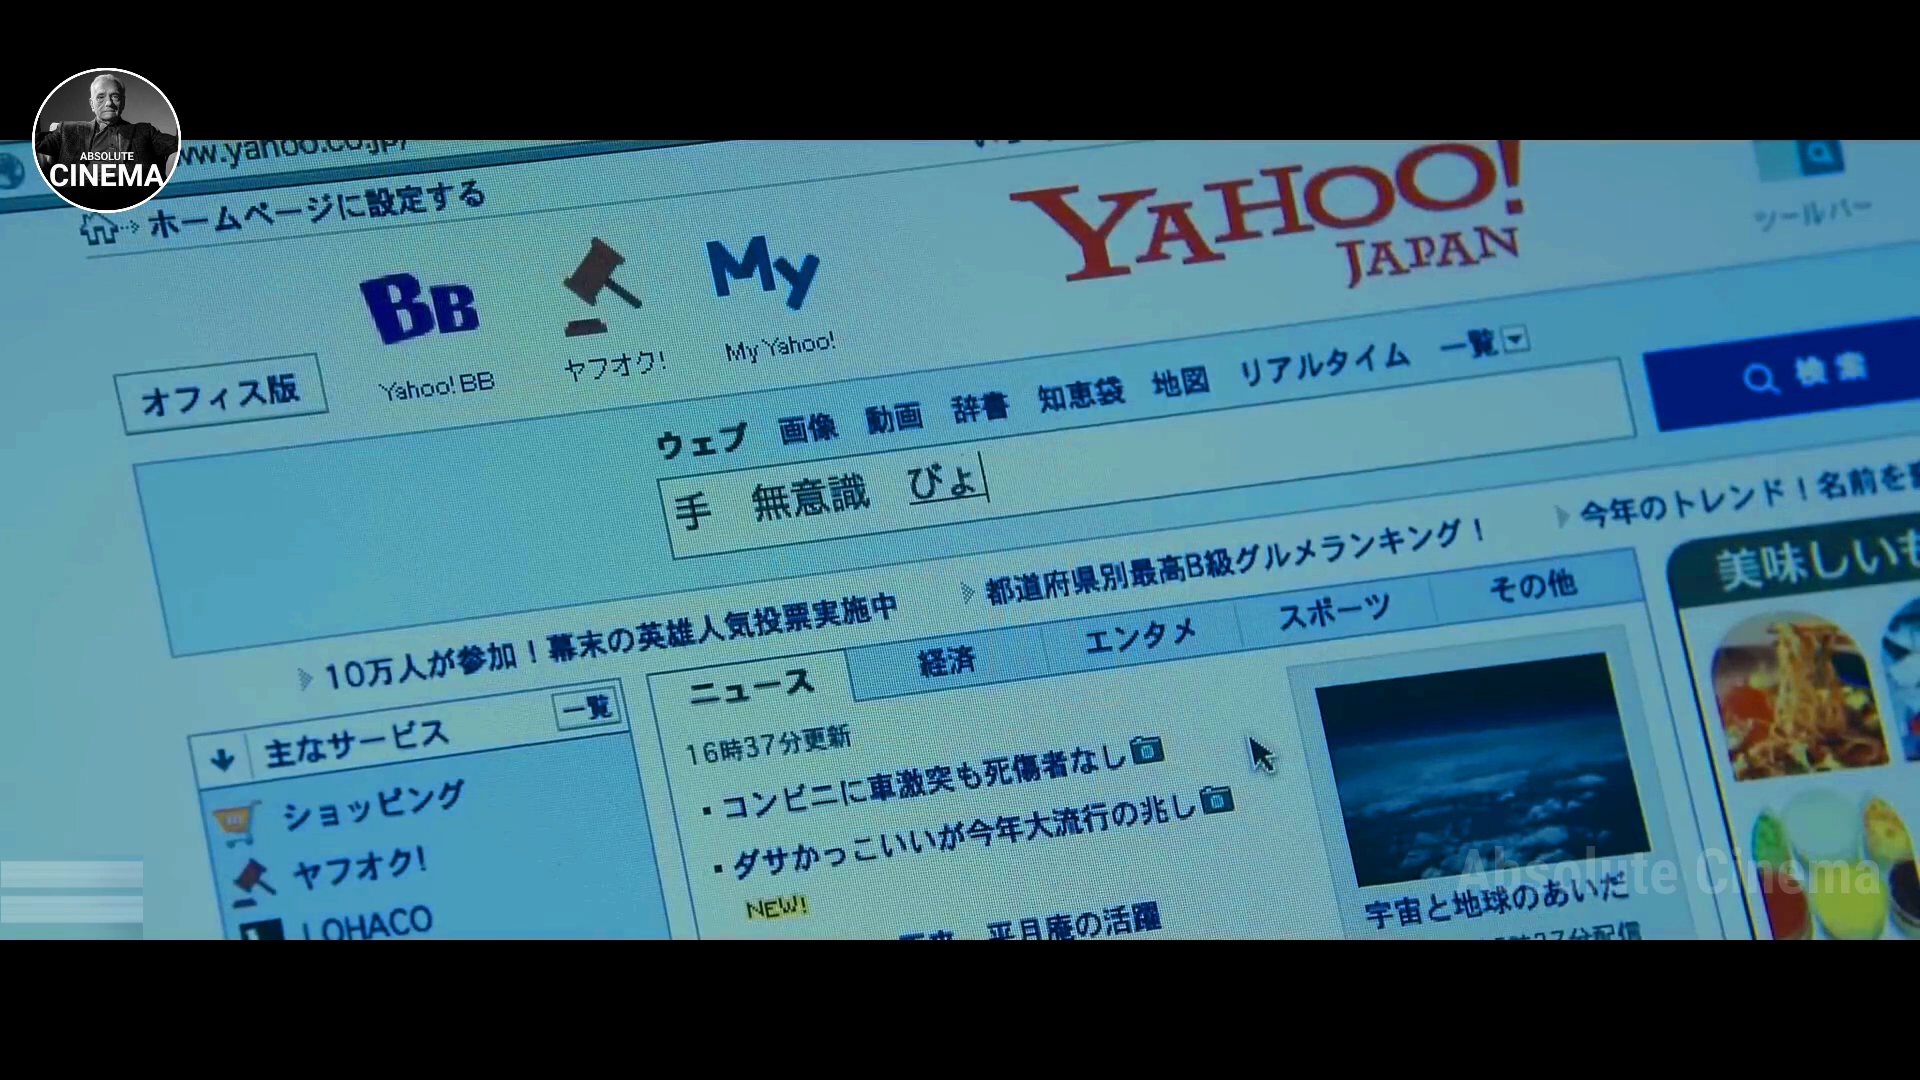 ABSOLUTE
CINEMA
ww.yahoo.co.jp/
ホームページに設定する
YAHOO!
JAPAN
ツールバー
BB
My
オフィス版
Yahoo! BB
ヤフオク!
My Yahoo!
ウェブ 画像 動画 辞書 知恵袋 地図 リアルタイム 一覧
手 無意識 びょ
検索
10万人が参加!幕末の英雄人気投票実施中
都道府県別最高B級グルメランキング!
今年のトレンド!名前を
美味しいも
主なサービス
一覧
ショッピング
ヤフオク!
LOHACO
ニュース
経済
エンタメ
スポーツ
その他
16時37分更新
コンビニに車激突も死傷者なし
ダサかっこいいが今年大流行の兆し
NEW!
平月庵の活躍
宇宙と地球のあいだ
Absolute Cinema